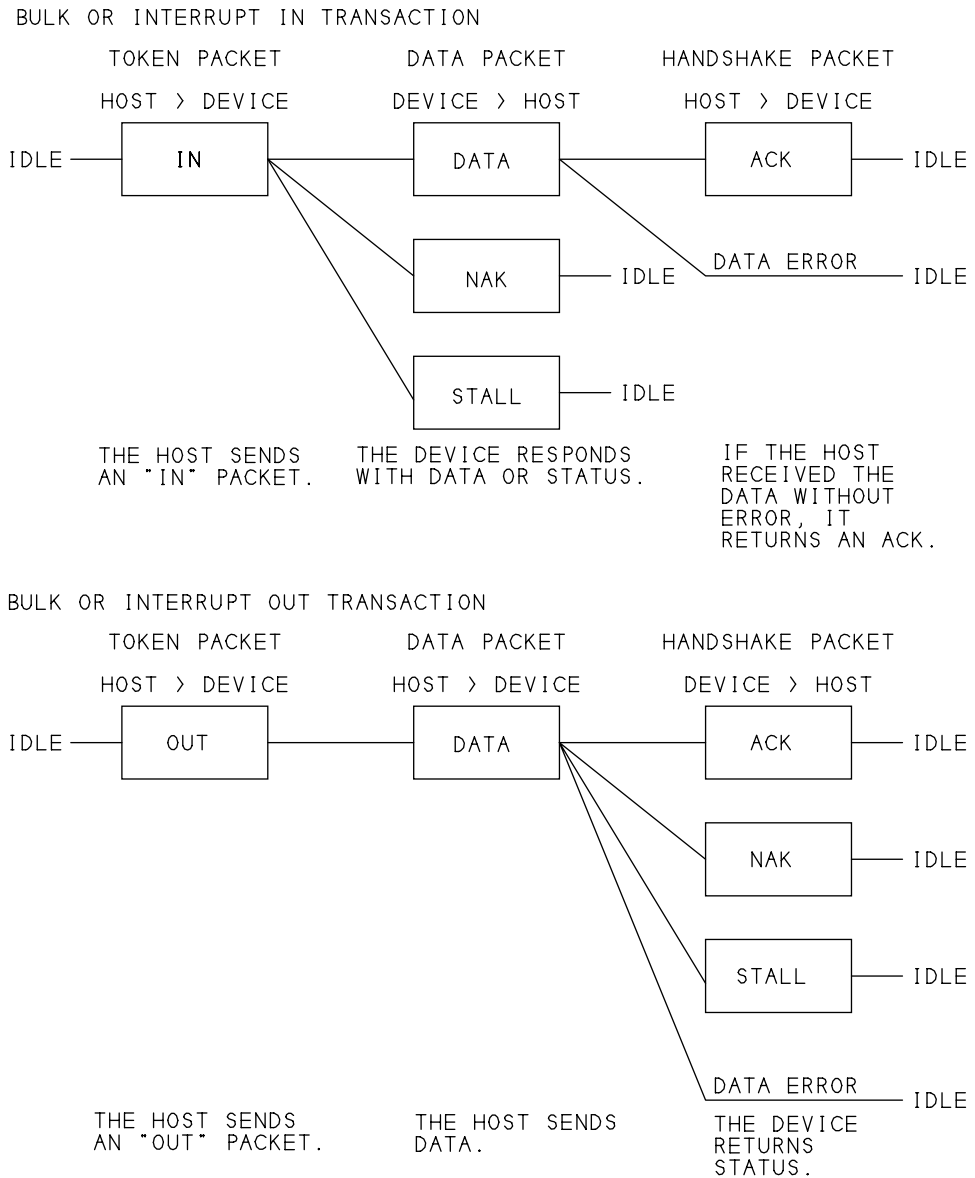 BULK OR INTERRUPT IN TRANSACTION
TOKEN PACKET
DATA PACKET
HANDSHAKE PACKET
HOST > DEVICE
DEVICE > HOST
HOST > DEVICE
IDLE
IN
DATA
ACK
IDLE
DATA ERROR
NAK
IDLE
IDLE
STALL
IDLE
THE HOST SENDS
AN "IN" PACKET.
THE DEVICE RESPONDS
WITH DATA OR STATUS.
IF THE HOST
RECEIVED THE
DATA WITHOUT
ERROR, IT
RETURNS AN ACK.
BULK OR INTERRUPT OUT TRANSACTION
TOKEN PACKET
DATA PACKET
HANDSHAKE PACKET
HOST > DEVICE
HOST > DEVICE
DEVICE > HOST
IDLE
OUT
DATA
ACK
IDLE
NAK
IDLE
STALL
IDLE
DATA ERROR
IDLE
THE HOST SENDS
AN "OUT" PACKET.
THE HOST SENDS
DATA.
THE DEVICE
RETURNS
STATUS.